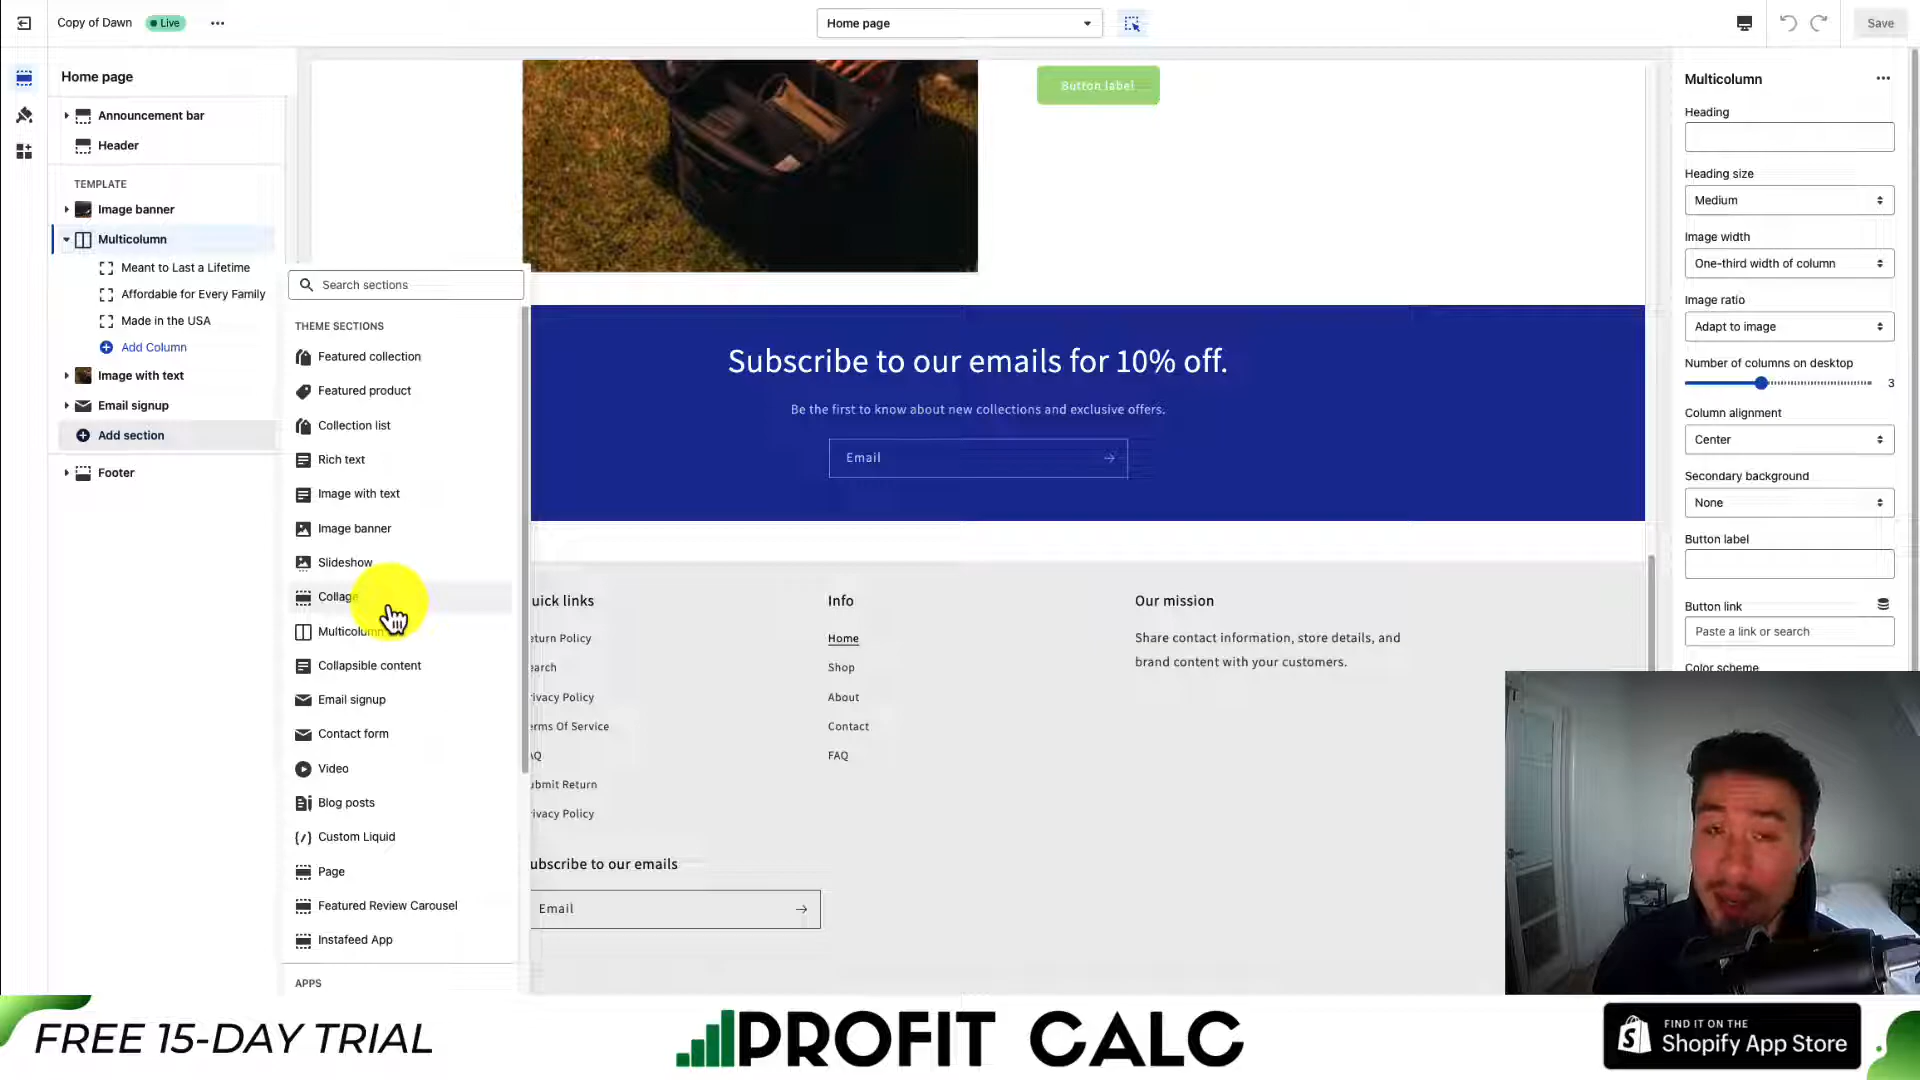 Copy of Dawn
Live
Home page
Save
Home page
Announcement bar
Header
TEMPLATE
Image banner
Multicolumn
Meant to Last a Lifetime
Affordable for Every Family
Made in the USA
Add Column
Image with text
Email signup
Add section
Footer
Search sections
THEME SECTIONS
Featured collection
Featured product
Collection list
Rich text
Image with text
Image banner
Slideshow
Collage
Multicolumn
Collapsible content
Email signup
Contact form
Video
Blog posts
Custom Liquid
Page
Featured Review Carousel
Instafeed App
APPS
Button label
Subscribe to our emails for 10% off.
Be the first to know about new collections and exclusive offers.
Email
uick links
eturn Policy
earch
rivacy Policy
erms Of Service
AQ
ubmit Return
rivacy Policy
Info
Home
Shop
About
Contact
FAQ
Our mission
Share contact information, store details, and
brand content with your customers.
ubscribe to our emails
Email
Multicolumn
Heading
Heading size
Medium
Image width
One-third width of column
Image ratio
Adapt to image
Number of columns on desktop
3
Column alignment
Center
Secondary background
None
Button label
Button link
Paste a link or search
Color scheme
FREE 15-DAY TRIAL
PROFIT CALC
FIND IT ON THE
Shopify App Store